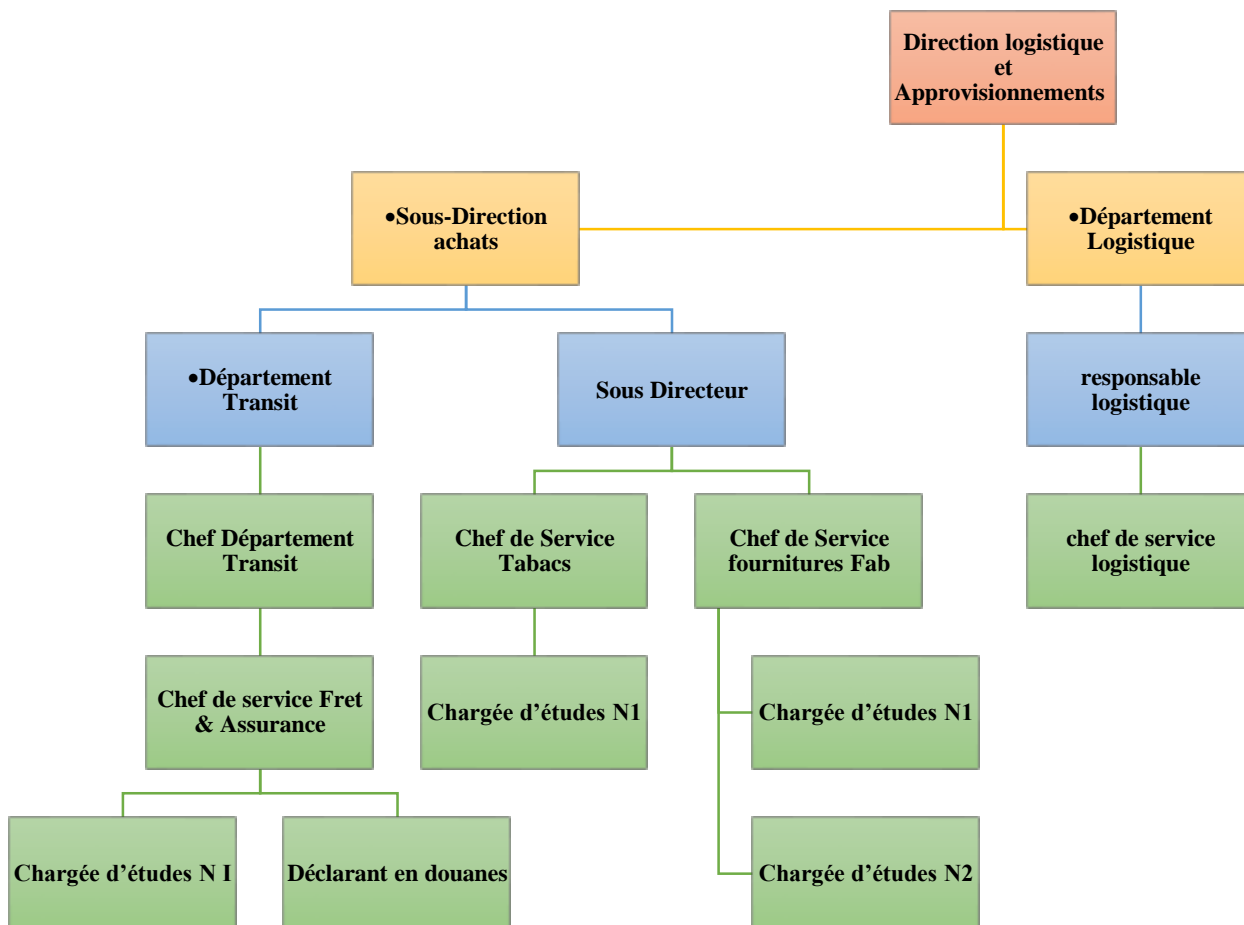 Direction logistique
et
Approvisionnements
•Sous-Direction
achats
•Département
Logistique
•Département
Transit
Sous Directeur
responsable
logistique
Chef Département
Transit
Chef de Service
Tabacs
Chef de Service
fournitures Fab
chef de service
logistique
Chef de service Fret
& Assurance
Chargée d’études N1
Chargée d’études N1
Chargée d’études N I
Déclarant en douanes
Chargée d’études N2